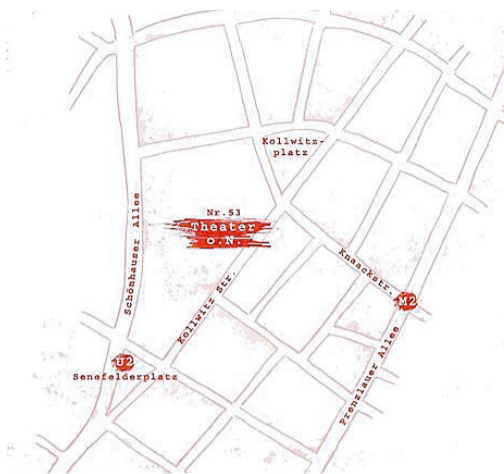 Kollwitz-
platz
Nr.53
Theater
o.N.
Schönhauser Allee
Kollwitz Str.
Knaackstr.
M2
U2
Senefelderplatz
Prenzlauer Allee